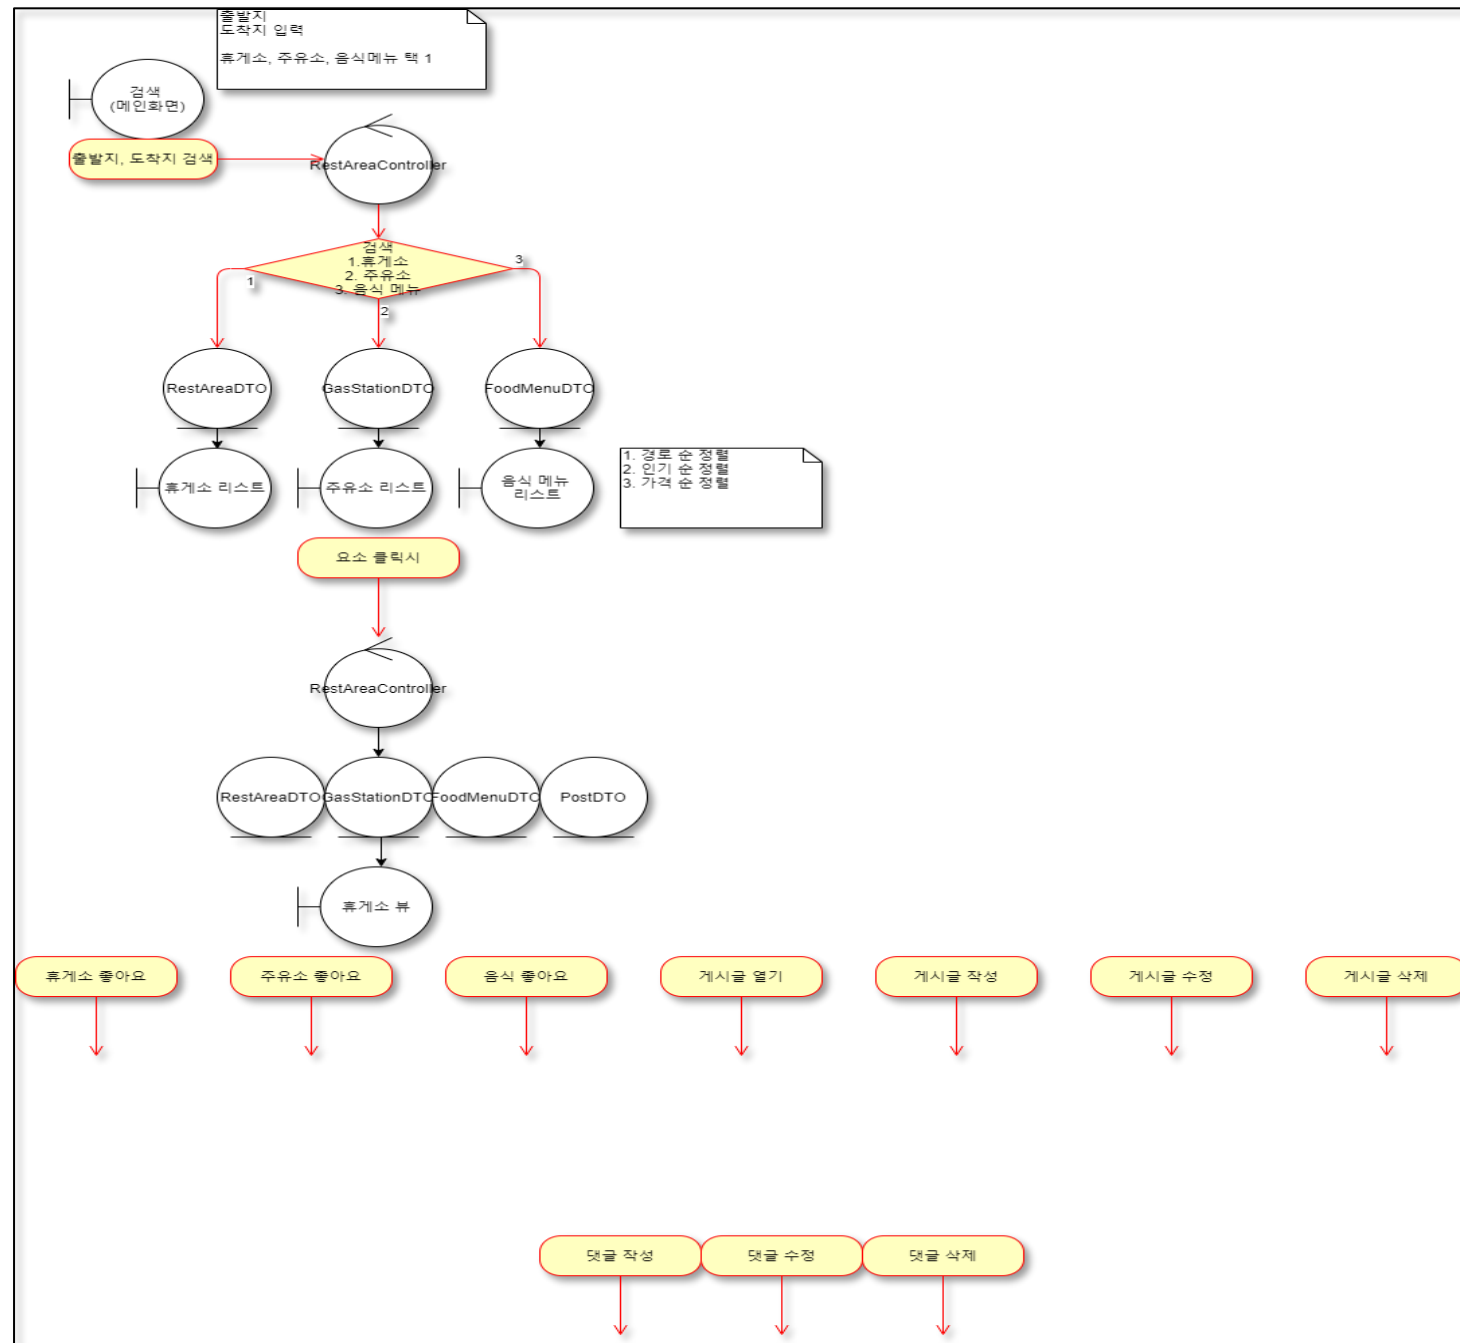 출발지
도착지 입력
휴게소, 주유소, 음식메뉴 택 1
검색
(메인화면)
출발지, 도착지 검색
RestAreaController
검색
1.휴게소
2. 주유소
3. 음식 메뉴
1
2
3
RestAreaDTO
GasStationDTO
FoodMenuDTO
휴게소 리스트
주유소 리스트
음식 메뉴
리스트
1. 경로 순 정렬
2. 인기 순 정렬
3. 가격 순 정렬
요소 클릭시
RestAreaController
RestAreaDTO
GasStationDTO
FoodMenuDTO
PostDTO
휴게소 뷰
휴게소 좋아요
주유소 좋아요
음식 좋아요
게시글 열기
게시글 작성
게시글 수정
게시글 삭제
댓글 작성
댓글 수정
댓글 삭제